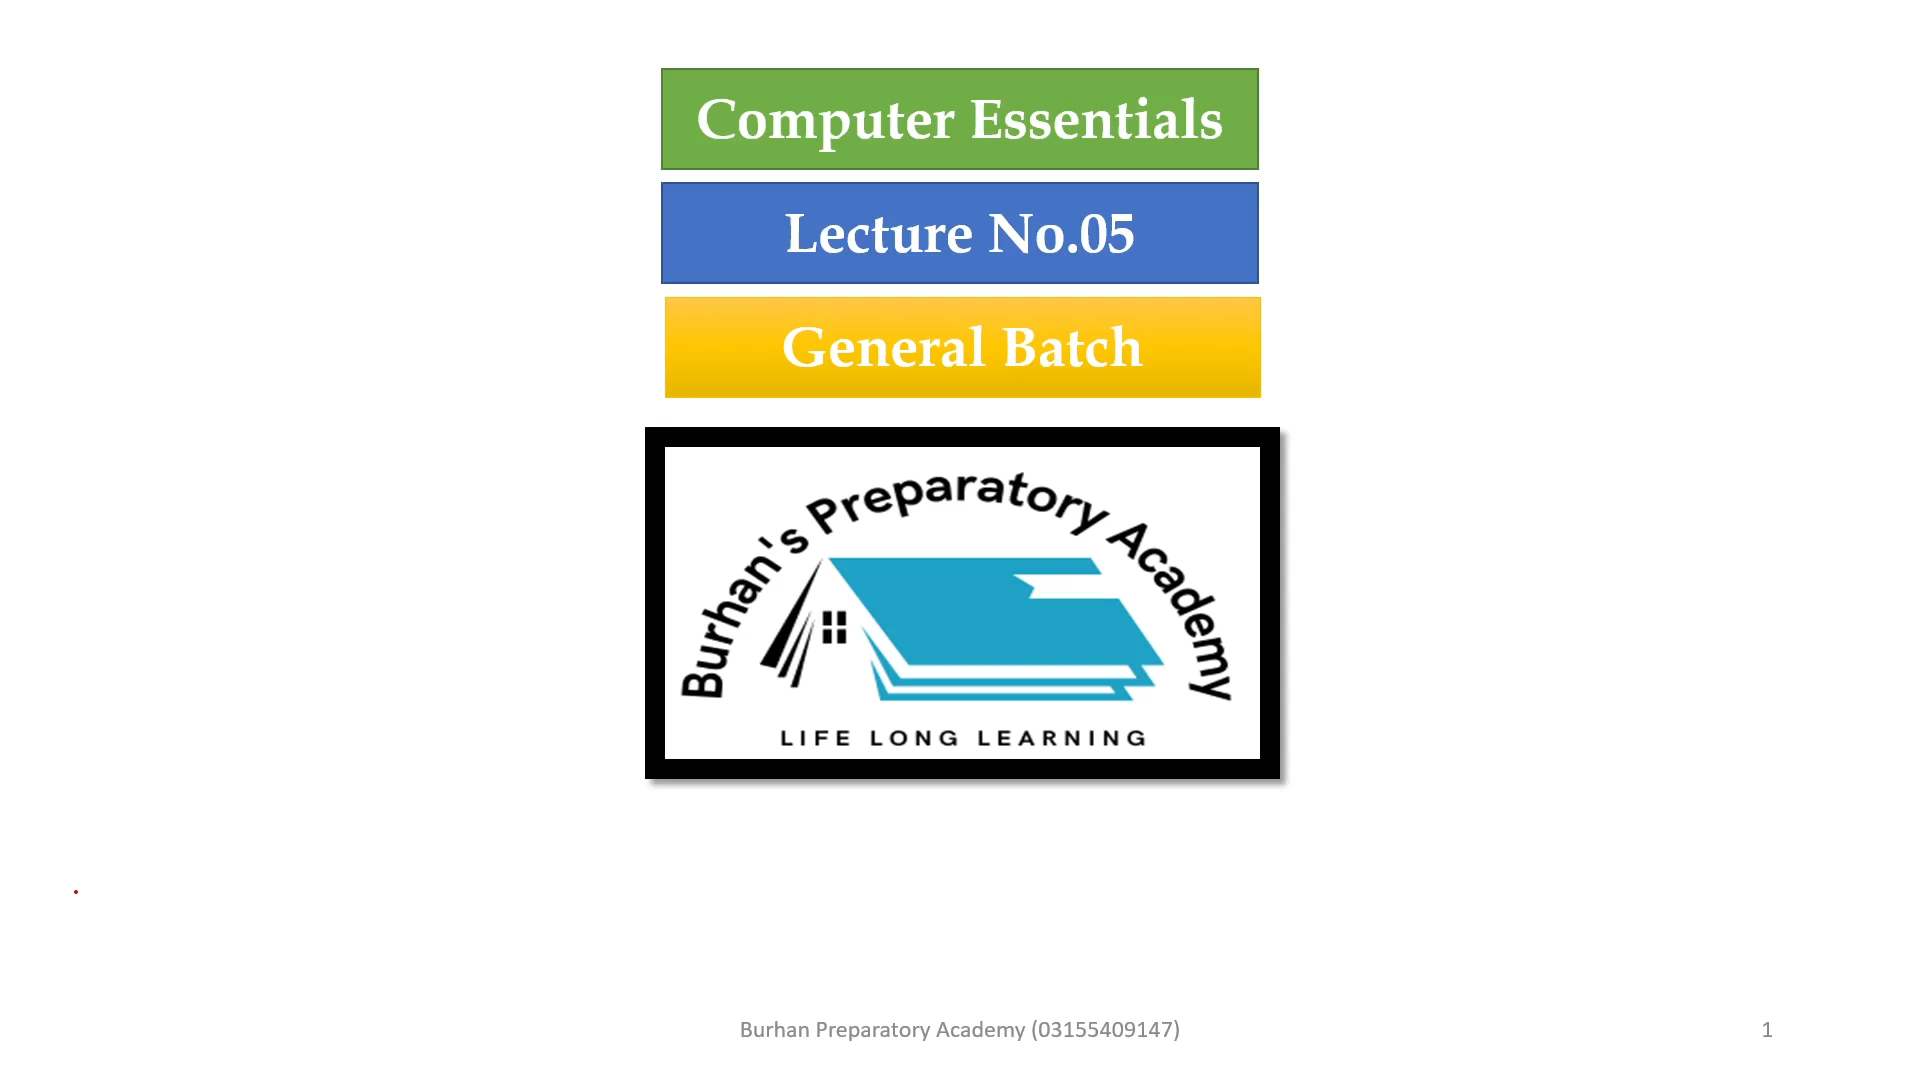 Computer Essentials
Lecture No.05
General Batch
Burhan's Preparatory Academy
LIFE LONG LEARNING
Burhan Preparatory Academy (03155409147)
1